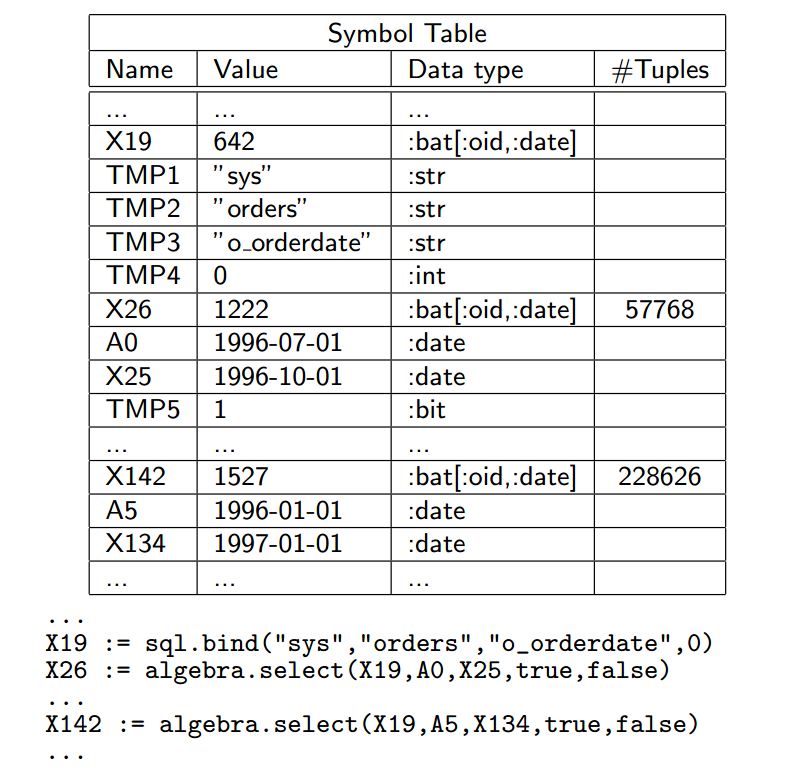 Symbol Table
Name Value Data type #Tuples
... ... ...
X19 642 :bat[:oid,:date]
TMP1 "sys" :str
TMP2 "orders" :str
TMP3 "o_orderdate" :str
TMP4 0 :int
X26 1222 :bat[:oid,:date] 57768
A0 1996-07-01 :date
X25 1996-10-01 :date
TMP5 1 :bit
... ... ...
X142 1527 :bat[:oid,:date] 228626
A5 1996-01-01 :date
X134 1997-01-01 :date
... ... ...
...
X19 := sql.bind("sys","orders","o_orderdate",0)
X26 := algebra.select(X19,A0,X25,true,false)
...
X142 := algebra.select(X19,A5,X134,true,false)
...